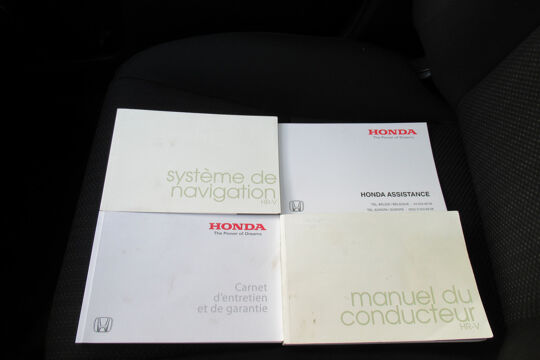 système de
navigation
HR-V
HONDA
The Power of Dreams
HONDA ASSISTANCE
HONDA
The Power of Dreams
Carnet
d'entretien
et de garantie
manuel du
conducteur
HR-V